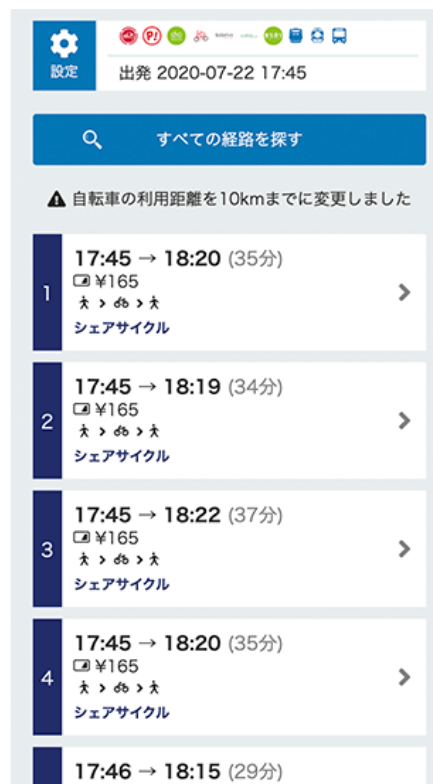 設定
出発 2020-07-22 17:45
すべての経路を探す
自転車の利用距離を10kmまでに変更しました
1
17:45 → 18:20 (35分)
¥165
シェアサイクル
2
17:45 → 18:19 (34分)
¥165
シェアサイクル
3
17:45 → 18:22 (37分)
¥165
シェアサイクル
4
17:45 → 18:20 (35分)
¥165
シェアサイクル
17:46 → 18:15 (29分)